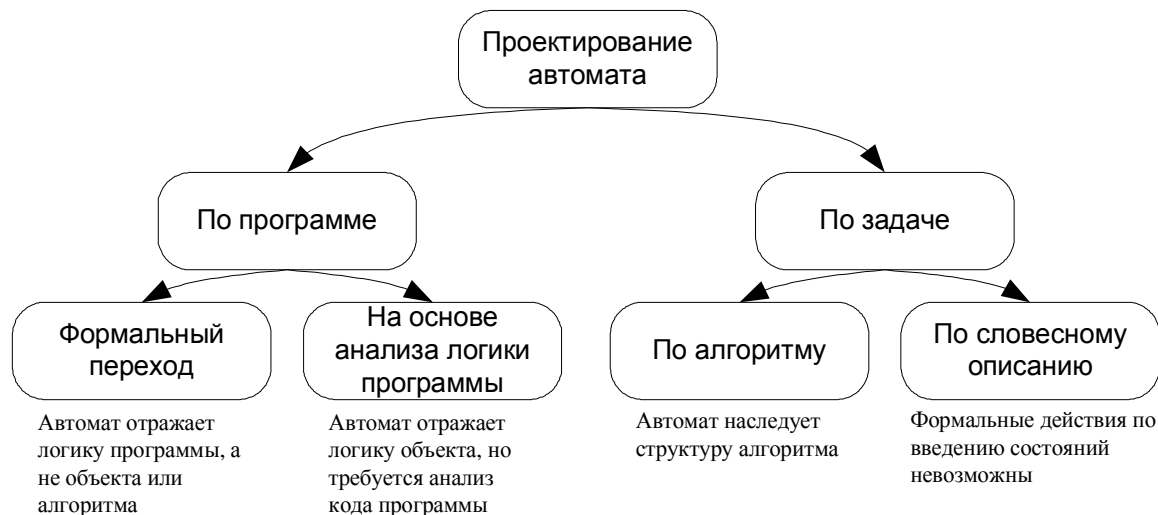 Проектирование
автомата
По программе
По задаче
Формальный
переход
На основе
анализа логики
программы
По алгоритму
По словесному
описанию
Автомат отражает
логику программы, а
не объекта или
алгоритма
Автомат отражает
логику объекта, но
требуется анализ
кода программы
Автомат наследует
структуру алгоритма
Формальные действия по
введению состояний
невозможны